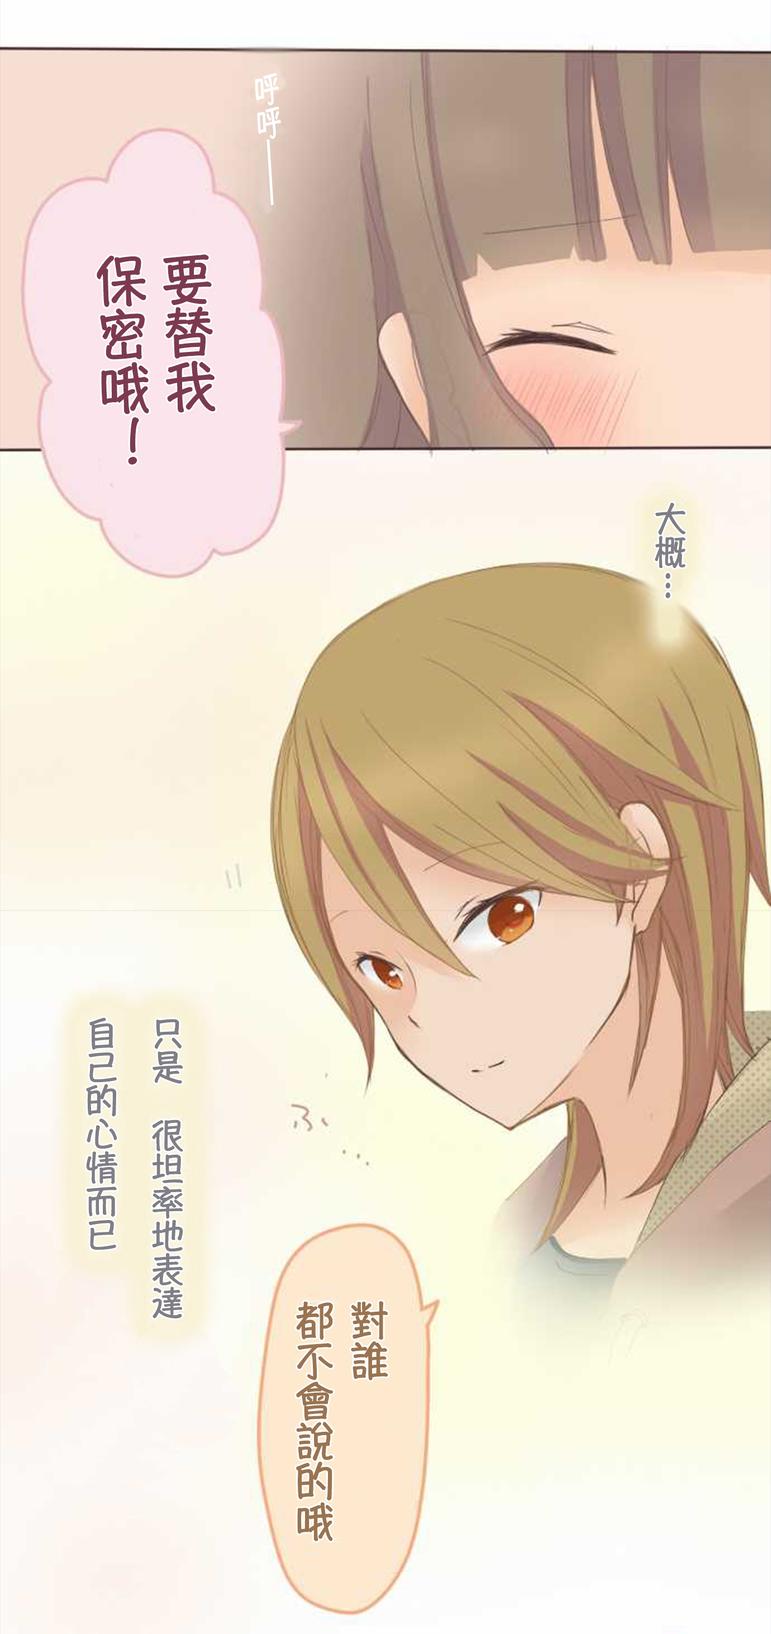 呼呼——
要替我
保密哦！
大概…
只是 很坦率地表達
自己的心情而已
ふ…
對誰
都不會說的哦